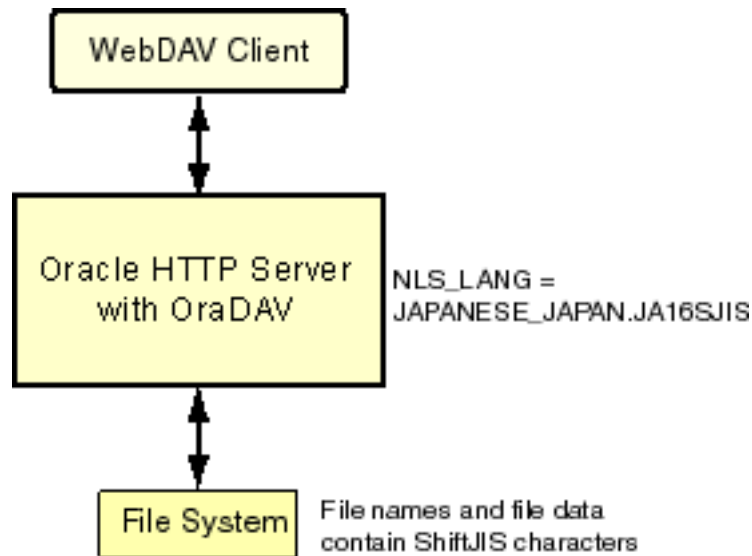 WebDAV Client
Oracle HTTP Server
with OraDAV
NLS_LANG =
JAPANESE_JAPAN.JA16SJIS
File System
File names and file data
contain ShiftJIS characters